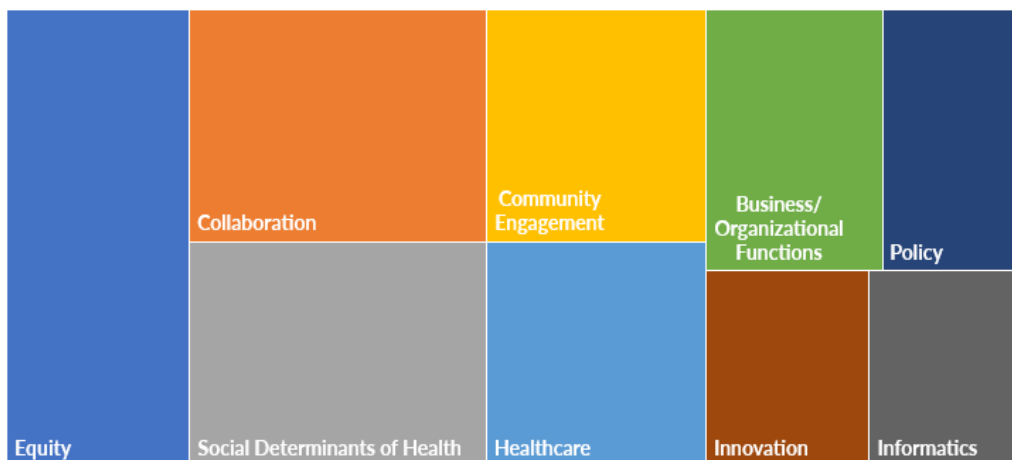 Collaboration
Community
Engagement
Business/
Organizational
Functions
Policy
Equity
Social Determinants of Health
Healthcare
Innovation
Informatics